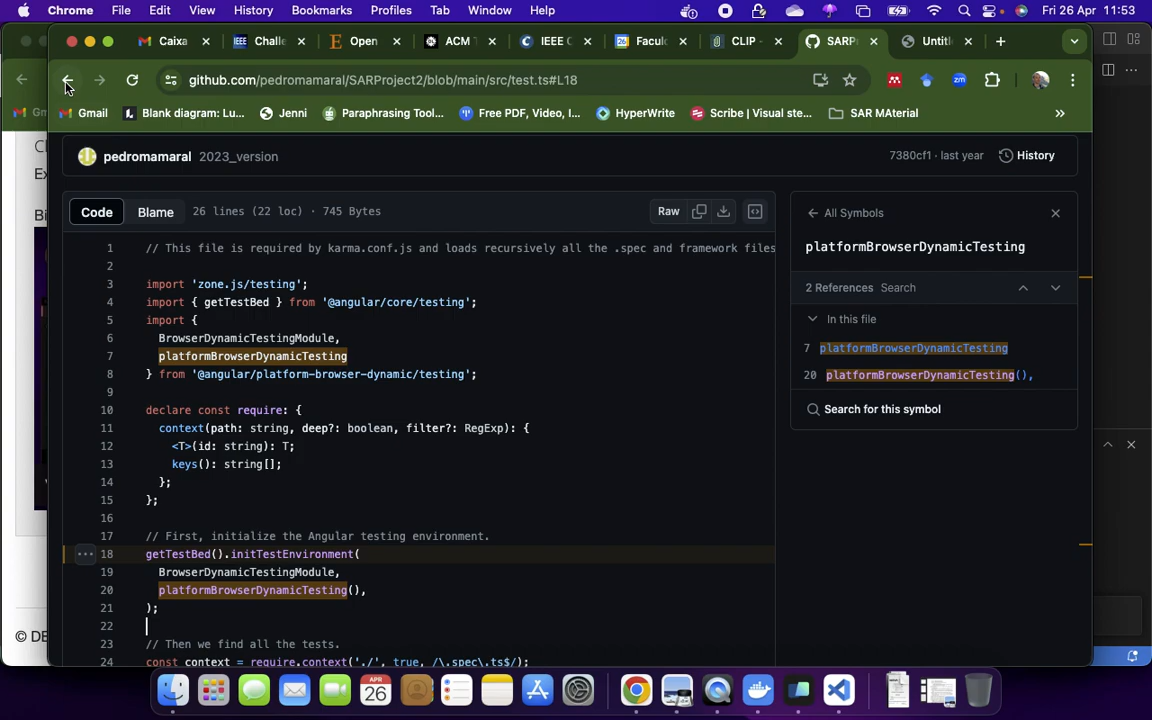 Chrome File Edit View History Bookmarks Profiles Tab Window Help Fri 26 Apr 11:53
Caixa Challe Open ACM IEEE C Facul CLIP - SARP Untitl
github.com/pedromamaral/SARProject2/blob/main/src/test.ts#L18
Gmail Blank diagram: Lu... Jenni Paraphrasing Tool... Free PDF, Video, I... HyperWrite Scribe | Visual ste... SAR MAterial »
pedromamaral 2023_version 7380cf1 · last year History
Code Blame 26 lines (22 loc) · 745 Bytes Raw
1 // This file is required by karma.conf.js and loads recursively all the .spec and framework files
2
3 import 'zone.js/testing';
4 import { getTestBed } from '@angular/core/testing';
5 import {
6 BrowserDynamicTestingModule,
7 platformBrowserDynamicTesting
8 } from '@angular/platform-browser-dynamic/testing';
9
10 declare const require: {
11 context(path: string, deep?: boolean, filter?: RegExp): {
12 <T>(id: string): T;
13 keys(): string[];
14 };
15 };
16
17 // First, initialize the Angular testing environment.
18 getTestBed().initTestEnvironment(
19 BrowserDynamicTestingModule,
20 platformBrowserDynamicTesting(),
21 );
22
23 // Then we find all the tests.
24 const context = require.context('./', true, /\.spec\.ts$/);
All Symbols
platformBrowserDynamicTesting
2 References Search
In this file
7 platformBrowserDynamicTesting
20 platformBrowserDynamicTesting(),
Search for this symbol
Gm
Ex
Bi
© DE
APR
26